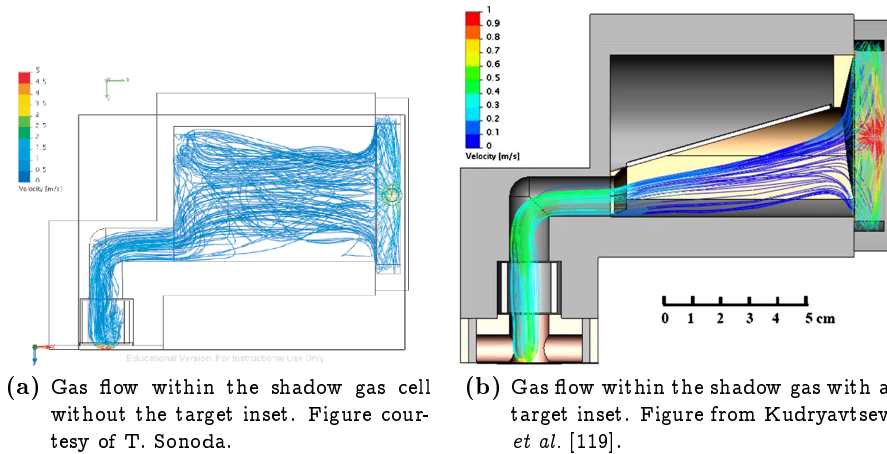 5
4.5
4
3.5
3
2.5
2
1.5
1
0.5
0
Velocity [m/s]
x
y
X
Educational Version. For Instructional Use Only
(a) Gas flow within the shadow gas cell
without the target inset. Figure cour-
tesy of T. Sonoda.
1
0.9
0.8
0.7
0.6
0.5
0.4
0.3
0.2
0.1
0
Velocity [m/s]
0 1 2 3 4 5 cm
(b) Gas flow within the shadow gas with a
target inset. Figure from Kudryavtsev
et al. [119].